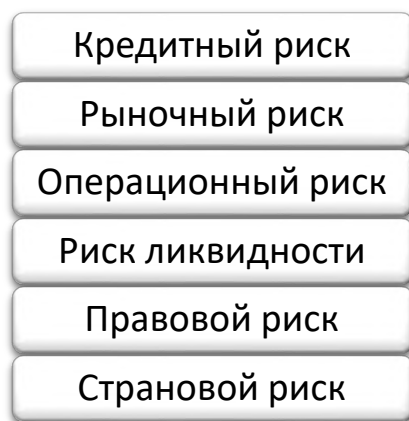 Кредитный риск
Рыночный риск
Операционный риск
Риск ликвидности
Правовой риск
Страновой риск